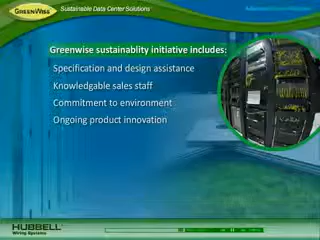 GREENWISE
Sustainable Data Center Solutions
Greenwise sustainablity initiative includes:
Specification and design assistance
Knowledgable sales staff
Commitment to environment
Ongoing product innovation
HUBBELL
Wiring Systems